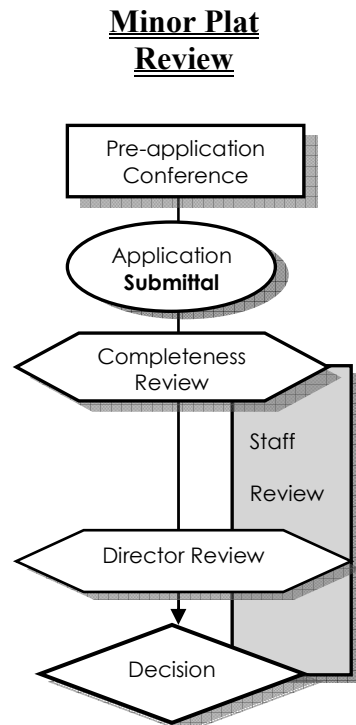 Minor Plat
Review
Pre-application
Conference
Application
Submittal
Completeness
Review
Staff
Review
Director Review
Decision